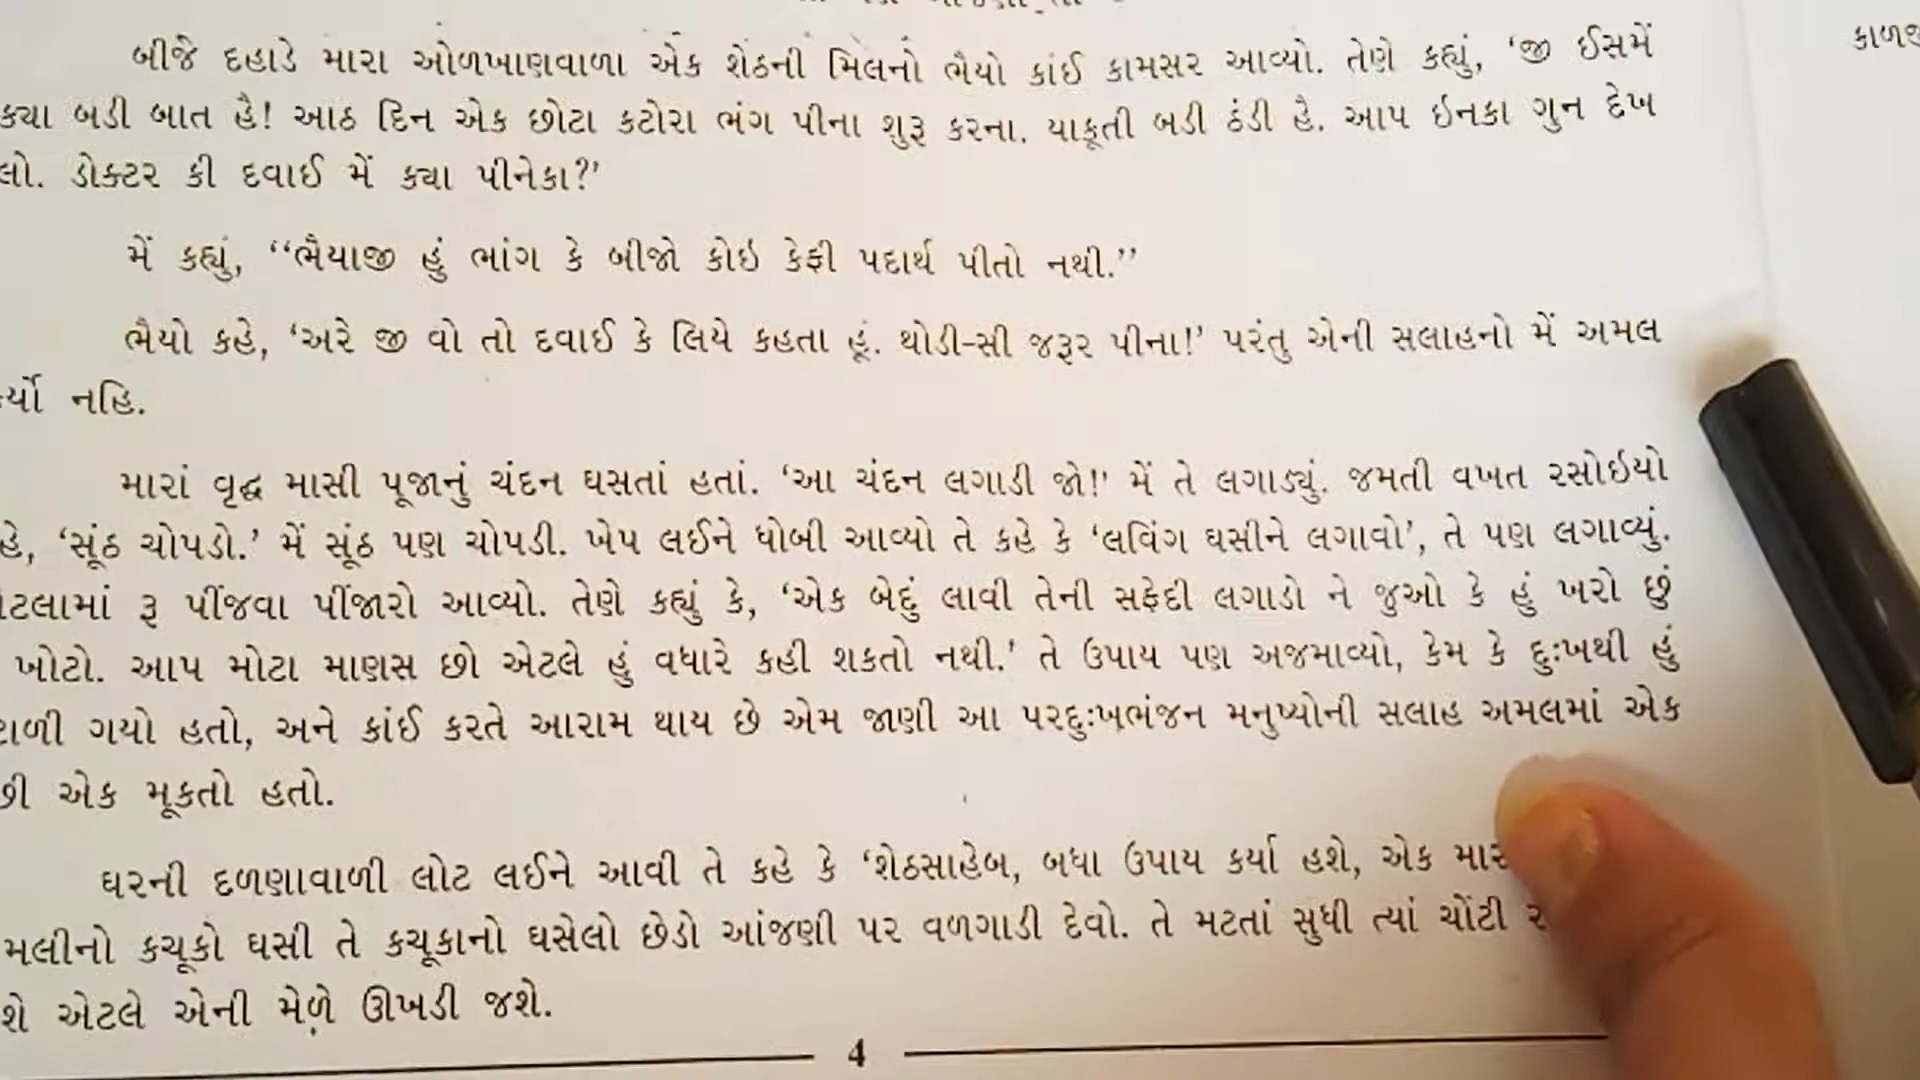 બીજે દહાડે મારા ઓળખાણવાળા એક શેઠની મિલનો ભૈયો કાંઈ કામસર આવ્યો. તેણે કહ્યું, ‘જી ઈસમેં
ક્યા બડી બાત હૈ! આઠ દિન એક છોટા કટોરા ભંગ પીના શુરૂ કરના. યાકૂતી બડી ઠંડી હૈ. આપ ઇનકા ગુન દેખ
લો. ડોક્ટર કી દવાઈ મેં ક્યા પીનેકા?’
મેં કહ્યું, “ભૈયાજી હું ભાંગ કે બીજો કોઇ કેફી પદાર્થ પીતો નથી.”
ભૈયો કહે, ‘અરે જી વો તો દવાઈ કે લિયે કહતા હૂં. થોડી-સી જરૂર પીના!’ પરંતુ એની સલાહનો મેં અમલ
ર્યો નહિ.
મારાં વૃદ્ધ માસી પૂજાનું ચંદન ઘસતાં હતાં. ‘આ ચંદન લગાડી જો!’ મેં તે લગાડ્યું. જમતી વખત રસોઇયો
હે, ‘સૂંઠ ચોપડો.’ મેં સૂંઠ પણ ચોપડી. ખેપ લઈને ધોબી આવ્યો તે કહે કે ‘લવિંગ ઘસીને લગાવો’, તે પણ લગાવ્યું.
ટલામાં રૂ પીંજવા પીંજારો આવ્યો. તેણે કહ્યું કે, ‘એક બેદું લાવી તેની સફેદી લગાડો ને જુઓ કે હું ખરો છું
ખોટો. આપ મોટા માણસ છો એટલે હું વધારે કહી શકતો નથી.’ તે ઉપાય પણ અજમાવ્યો, કેમ કે દુઃખથી હું
ટાળી ગયો હતો, અને કાંઈ કરતે આરામ થાય છે એમ જાણી આ પરદુઃખભંજન મનુષ્યોની સલાહ અમલમાં એક
છી એક મૂકતો હતો.
ઘરની દળણાવાળી લોટ લઈને આવી તે કહે કે ‘શેઠસાહેબ, બધા ઉપાય કર્યા હશે, એક માર
મલીનો કચૂકો ઘસી તે કચૂકાનો ઘસેલો છેડો આંજણી પર વળગાડી દેવો. તે મટતાં સુધી ત્યાં ચોંટી ર
શે એટલે એની મેળે ઊખડી જશે.
4